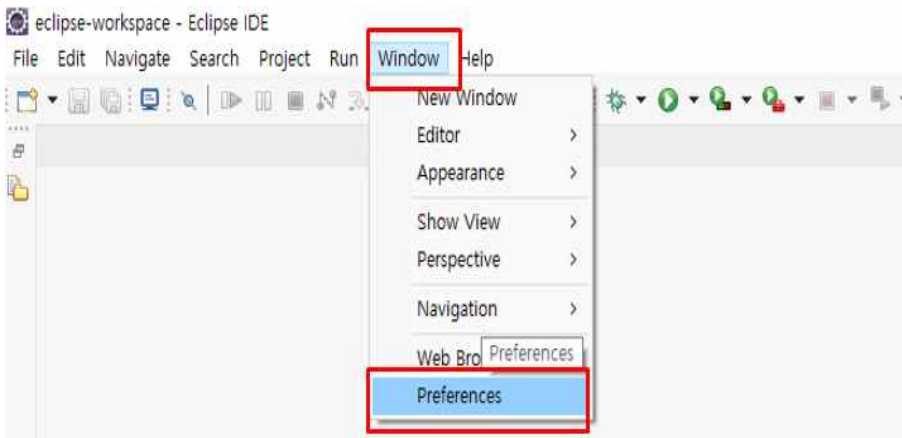 eclipse-workspace - Eclipse IDE
File Edit Navigate Search Project Run Window Help
New Window
Editor
Appearance
Show View
Perspective
Navigation
Web Bro
Preferences
Preferences